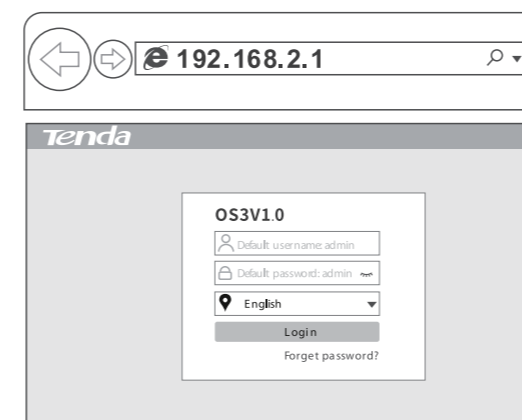 192.168.2.1
Tenda
OS3V1.0
Default username: admin
Default password: admin
English
Login
Forget password?